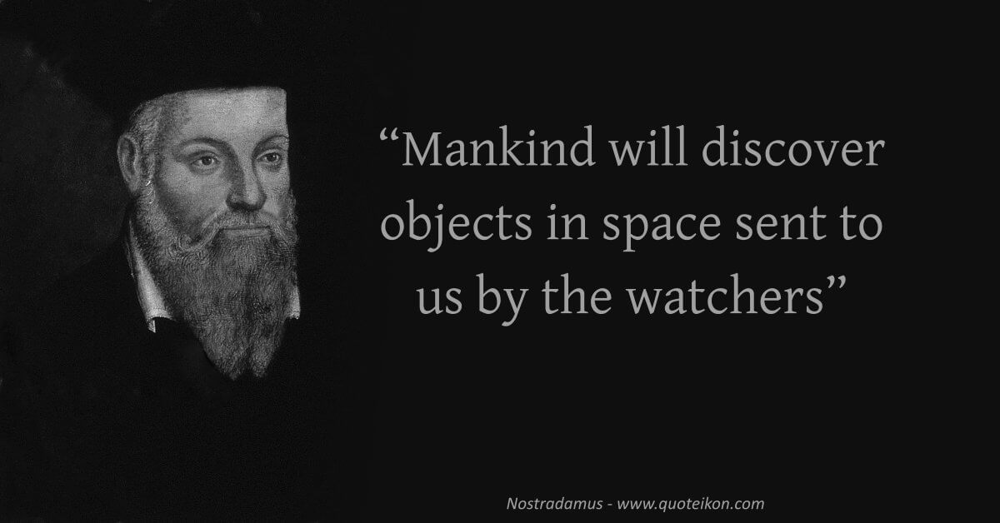 “Mankind will discover
objects in space sent to
us by the watchers”
Nostradamus - www.quoteikon.com